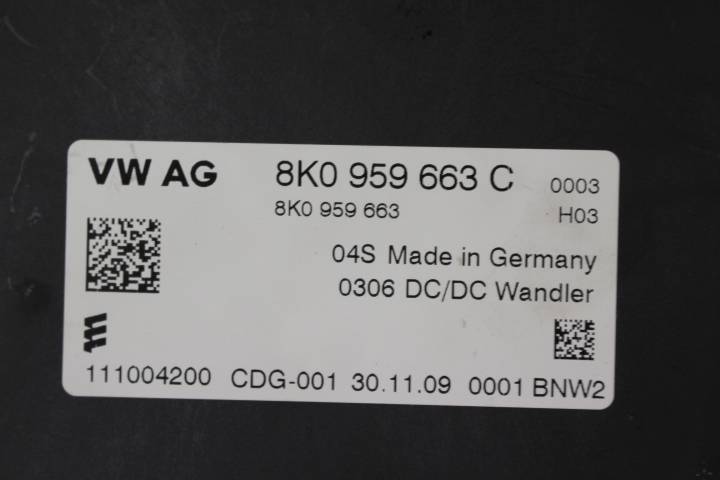 VW AG 8K0 959 663 C 0003
8K0 959 663 H03
04S Made in Germany
0306 DC/DC Wandler
111004200 CDG-001 30.11.09 0001 BNW2